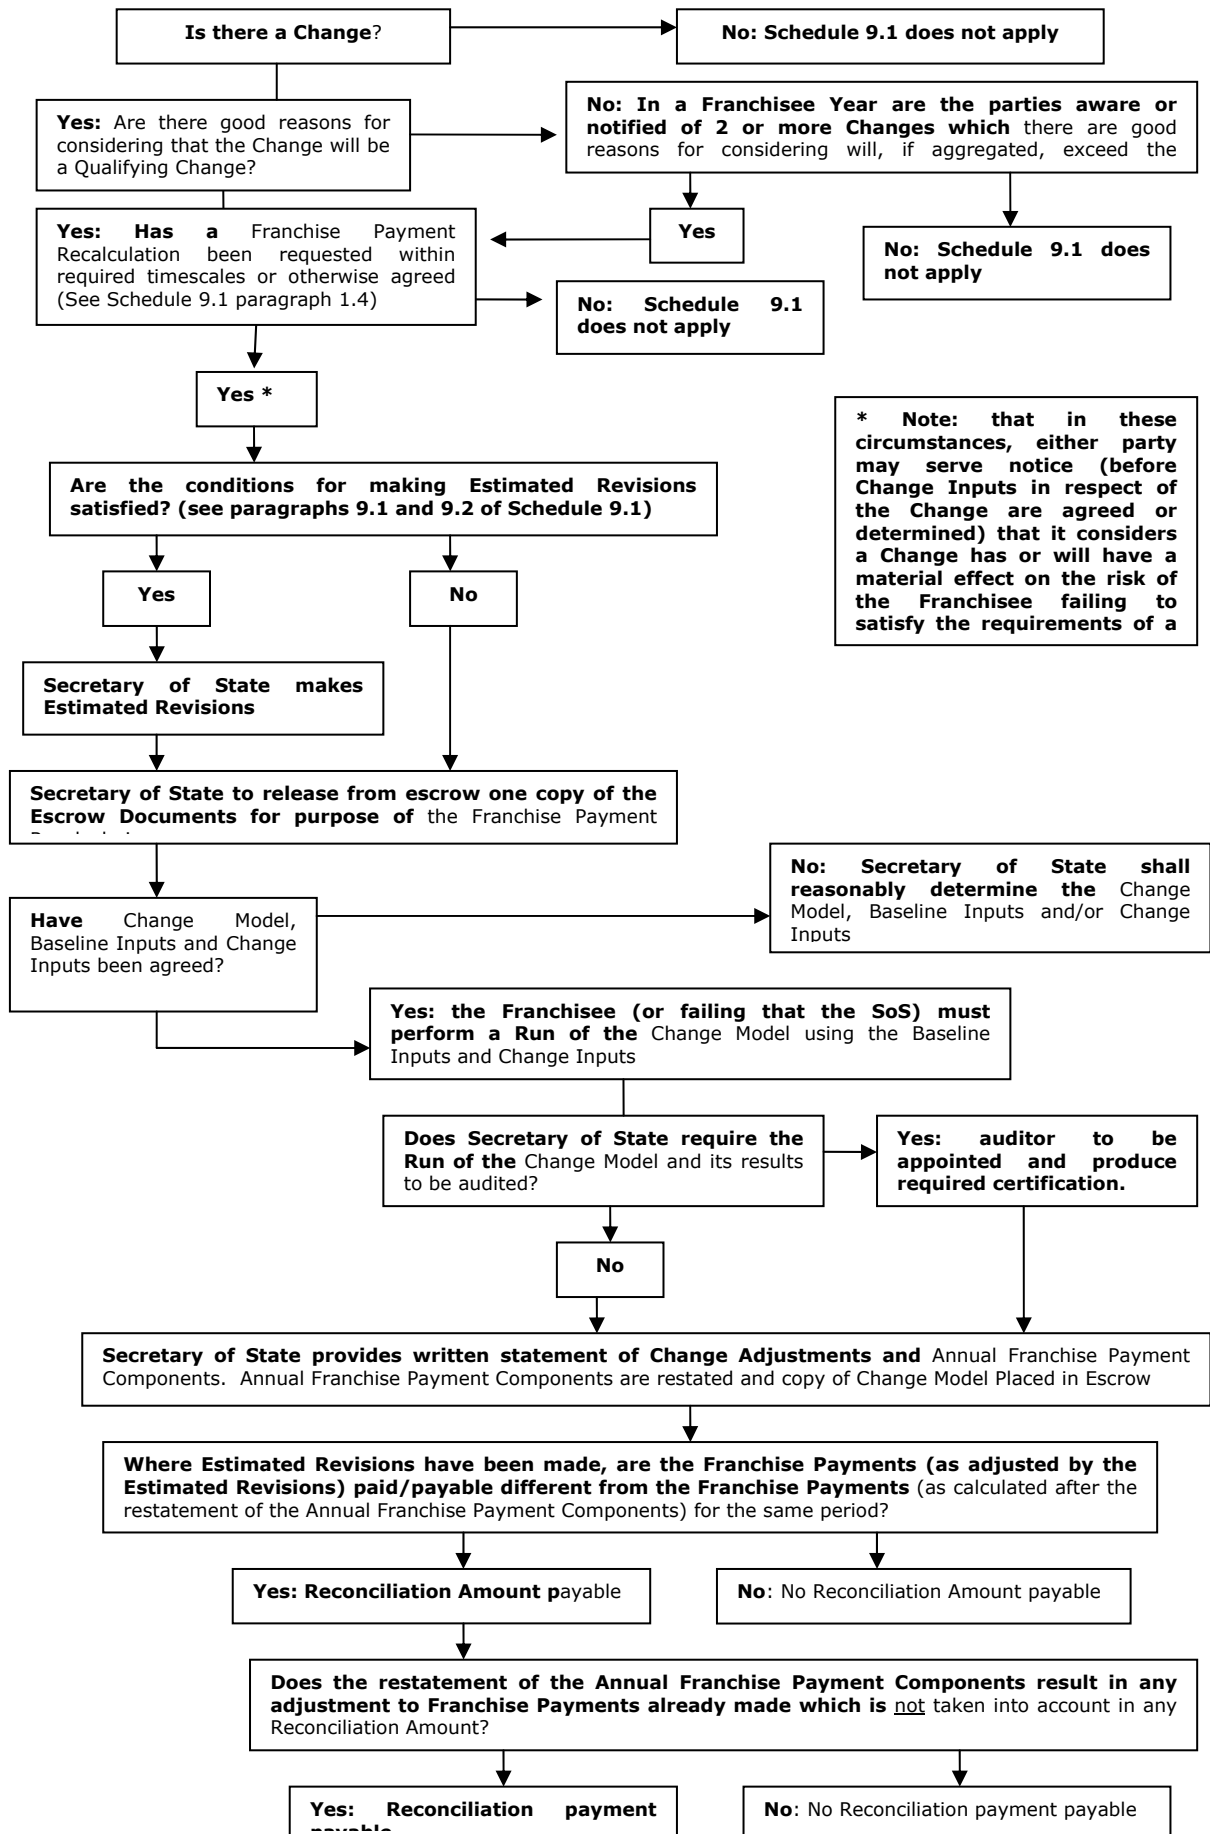 Is there a Change?
No: Schedule 9.1 does not apply
Yes: Are there good reasons for
considering that the Change will be
a Qualifying Change?
No: In a Franchisee Year are the parties aware or
notified of 2 or more Changes which there are good
reasons for considering will, if aggregated, exceed the
Yes: Has a Franchise Payment
Recalculation been requested within
required timescales or otherwise agreed
(See Schedule 9.1 paragraph 1.4)
Yes
No: Schedule 9.1 does
not apply
No: Schedule 9.1
does not apply
Yes *
* Note: that in these
circumstances, either party
may serve notice (before
Change Inputs in respect of
the Change are agreed or
determined) that it considers
a Change has or will have a
material effect on the risk of
the Franchisee failing to
satisfy the requirements of a
Are the conditions for making Estimated Revisions
satisfied? (see paragraphs 9.1 and 9.2 of Schedule 9.1)
Yes
No
Secretary of State makes
Estimated Revisions
Secretary of State to release from escrow one copy of the
Escrow Documents for purpose of the Franchise Payment
No: Secretary of State shall
reasonably determine the Change
Model, Baseline Inputs and/or Change
Inputs
Have Change Model,
Baseline Inputs and Change
Inputs been agreed?
Yes: the Franchisee (or failing that the SoS) must
perform a Run of the Change Model using the Baseline
Inputs and Change Inputs
Does Secretary of State require the
Run of the Change Model and its results
to be audited?
Yes: auditor to be
appointed and produce
required certification.
No
Secretary of State provides written statement of Change Adjustments and Annual Franchise Payment
Components. Annual Franchise Payment Components are restated and copy of Change Model Placed in Escrow
Where Estimated Revisions have been made, are the Franchise Payments (as adjusted by the
Estimated Revisions) paid/payable different from the Franchise Payments (as calculated after the
restatement of the Annual Franchise Payment Components) for the same period?
Yes: Reconciliation Amount payable
No: No Reconciliation Amount payable
Does the restatement of the Annual Franchise Payment Components result in any
adjustment to Franchise Payments already made which is not taken into account in any
Reconciliation Amount?
Yes: Reconciliation payment
payable
No: No Reconciliation payment payable